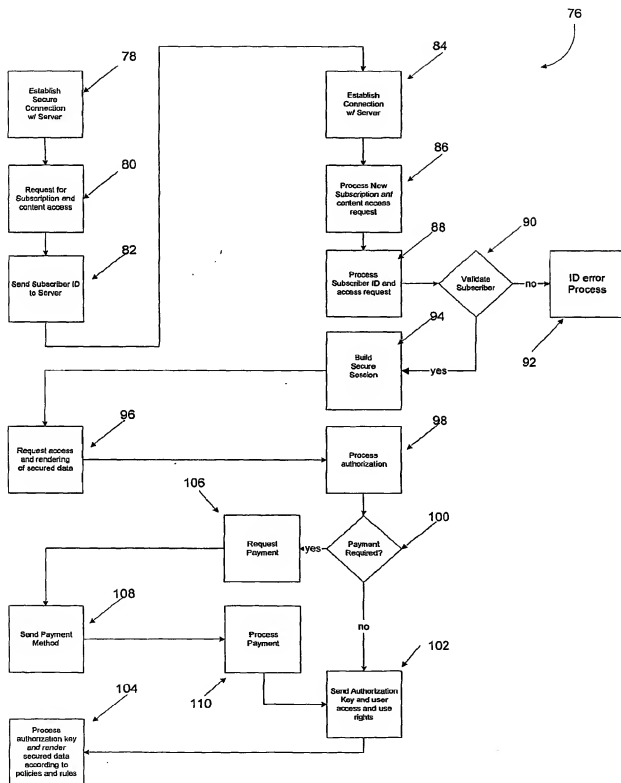 76
78
Establish
Secure
Connection
w/ Server
84
Establish
Connection
w/ Server
80
Request for
Subscription and
content access
86
Process New
Subscription and
content access
request
82
Send Subscriber ID
to Server
88
Process
Subscriber ID and
access request
90
Validate
Subscriber
no
ID error
Process
92
94
Build
Secure
Session
yes
96
Request access
and rendering
of secured data
98
Process
authorization
106
Request
Payment
yes
Payment
Required?
100
108
Send Payment
Method
Process
Payment
110
no
102
Send Authorization
Key and user
access and use
rights
104
Process
authorization key
and render
secured data
according to
policies and rules